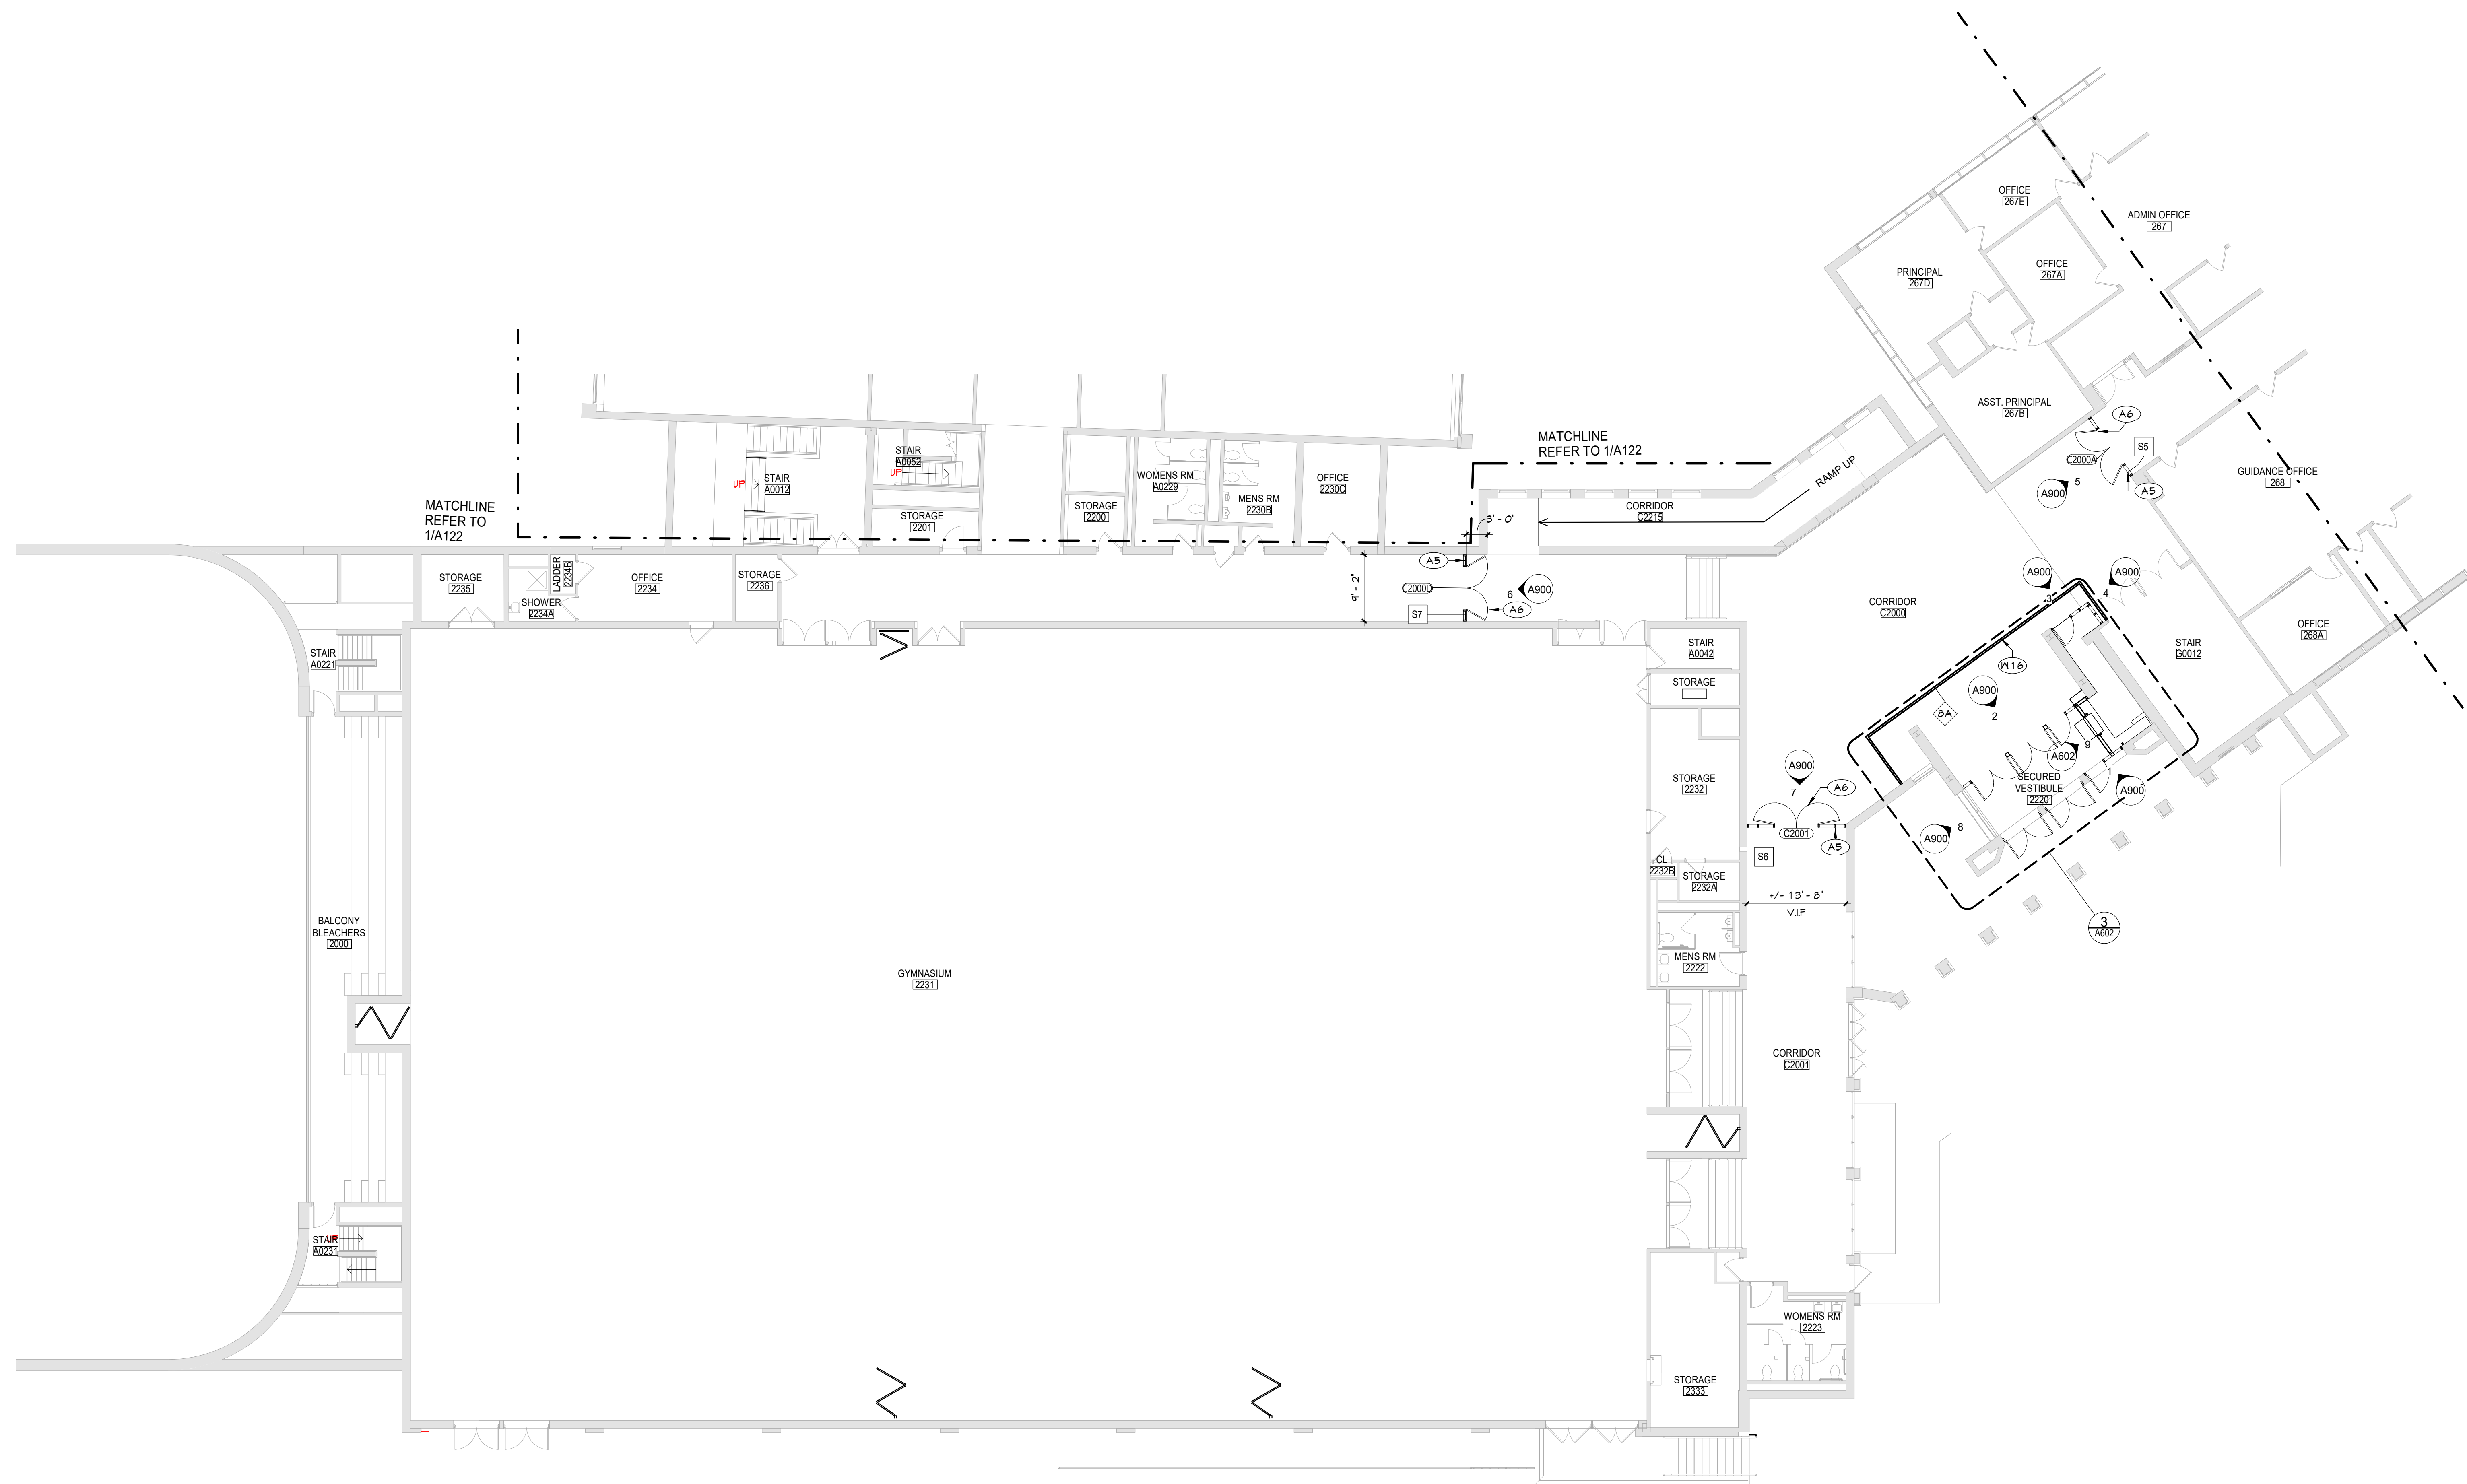 OFFICE
267E
ADMIN OFFICE
267
PRINCIPAL
267D
OFFICE
267A
ASST. PRINCIPAL
267B
A6
S5
C2000A
A5
GUIDANCE OFFICE
268
5
A900
MATCHLINE
REFER TO 1/A122
RAMP UP
CORRIDOR
C2215
3' - 0"
STAIR
A0052
UP
UP
STAIR
A0012
WOMENS RM
A0229
MENS RM
2230B
OFFICE
2230C
STORAGE
2200
STORAGE
2201
MATCHLINE
REFER TO
1/A122
STORAGE
2235
LADDER
2234B
SHOWER
2234A
OFFICE
2234
STORAGE
2236
9' - 2"
A5
C2000D
S7
6
A900
A6
CORRIDOR
C2000
A900
3
A900
4
STAIR
G0012
OFFICE
268A
W16
8A
A900
2
A602
9
SECURED
VESTIBULE
2220
1
A900
8
A900
3
A602
STAIR
A0221
STAIR
A0042
STORAGE
STORAGE
2232
A900
7
A6
C2001
S6
A5
CL
2232B
STORAGE
2232A
+/- 13' - 8"
V.I.F
MENS RM
2222
BALCONY
BLEACHERS
2000
GYMNASIUM
2231
CORRIDOR
C2001
STAIR
UP
A0231
WOMENS RM
2223
STORAGE
2333